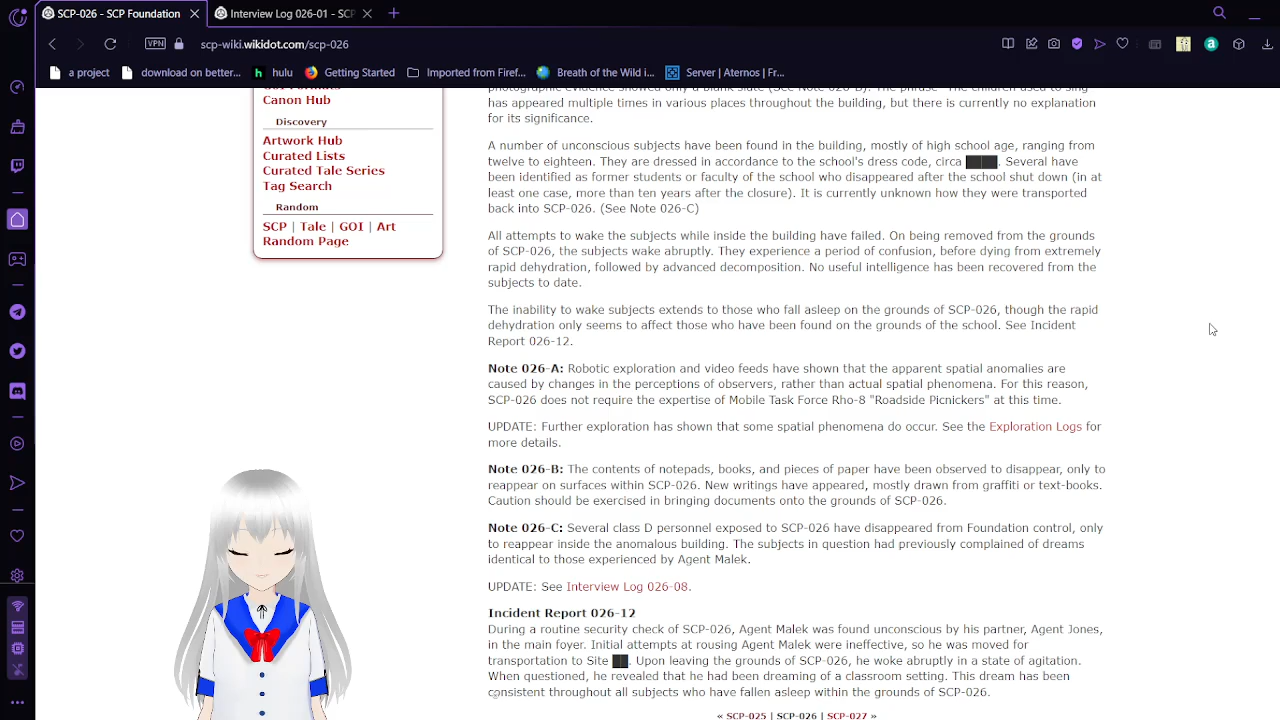 SCP-026 - SCP Foundation
Interview Log 026-01 - SCP
VPN
scp-wiki.wikidot.com/scp-026
a project
download on better...
hulu
Getting Started
Imported from Firef...
Breath of the Wild i...
Server | Aternos | Fr...
Canon Hub
Discovery
Artwork Hub
Curated Lists
Curated Tale Series
Tag Search
Random
SCP | Tale | GOI | Art
Random Page
photographic evidence showed only a blank slate (See Note 026-B). The phrase "The children used to sing"
has appeared multiple times in various places throughout the building, but there is currently no explanation
for its significance.
A number of unconscious subjects have been found in the building, mostly of high school age, ranging from
twelve to eighteen. They are dressed in accordance to the school's dress code, circa ███. Several have
been identified as former students or faculty of the school who disappeared after the school shut down (in at
least one case, more than ten years after the closure). It is currently unknown how they were transported
back into SCP-026. (See Note 026-C)
All attempts to wake the subjects while inside the building have failed. On being removed from the grounds
of SCP-026, the subjects wake abruptly. They experience a period of confusion, before dying from extremely
rapid dehydration, followed by advanced decomposition. No useful intelligence has been recovered from the
subjects to date.
The inability to wake subjects extends to those who fall asleep on the grounds of SCP-026, though the rapid
dehydration only seems to affect those who have been found on the grounds of the school. See Incident
Report 026-12.
Note 026-A: Robotic exploration and video feeds have shown that the apparent spatial anomalies are
caused by changes in the perceptions of observers, rather than actual spatial phenomena. For this reason,
SCP-026 does not require the expertise of Mobile Task Force Rho-8 "Roadside Picnickers" at this time.
UPDATE: Further exploration has shown that some spatial phenomena do occur. See the Exploration Logs for
more details.
Note 026-B: The contents of notepads, books, and pieces of paper have been observed to disappear, only to
reappear on surfaces within SCP-026. New writings have appeared, mostly drawn from graffiti or text-books.
Caution should be exercised in bringing documents onto the grounds of SCP-026.
Note 026-C: Several class D personnel exposed to SCP-026 have disappeared from Foundation control, only
to reappear inside the anomalous building. The subjects in question had previously complained of dreams
identical to those experienced by Agent Malek.
UPDATE: See Interview Log 026-08.
Incident Report 026-12
During a routine security check of SCP-026, Agent Malek was found unconscious by his partner, Agent Jones,
in the main foyer. Initial attempts at rousing Agent Malek were ineffective, so he was moved for
transportation to Site ██. Upon leaving the grounds of SCP-026, he woke abruptly in a state of agitation.
When questioned, he revealed that he had been dreaming of a classroom setting. This dream has been
consistent throughout all subjects who have fallen asleep within the grounds of SCP-026.
« SCP-025 | SCP-026 | SCP-027 »